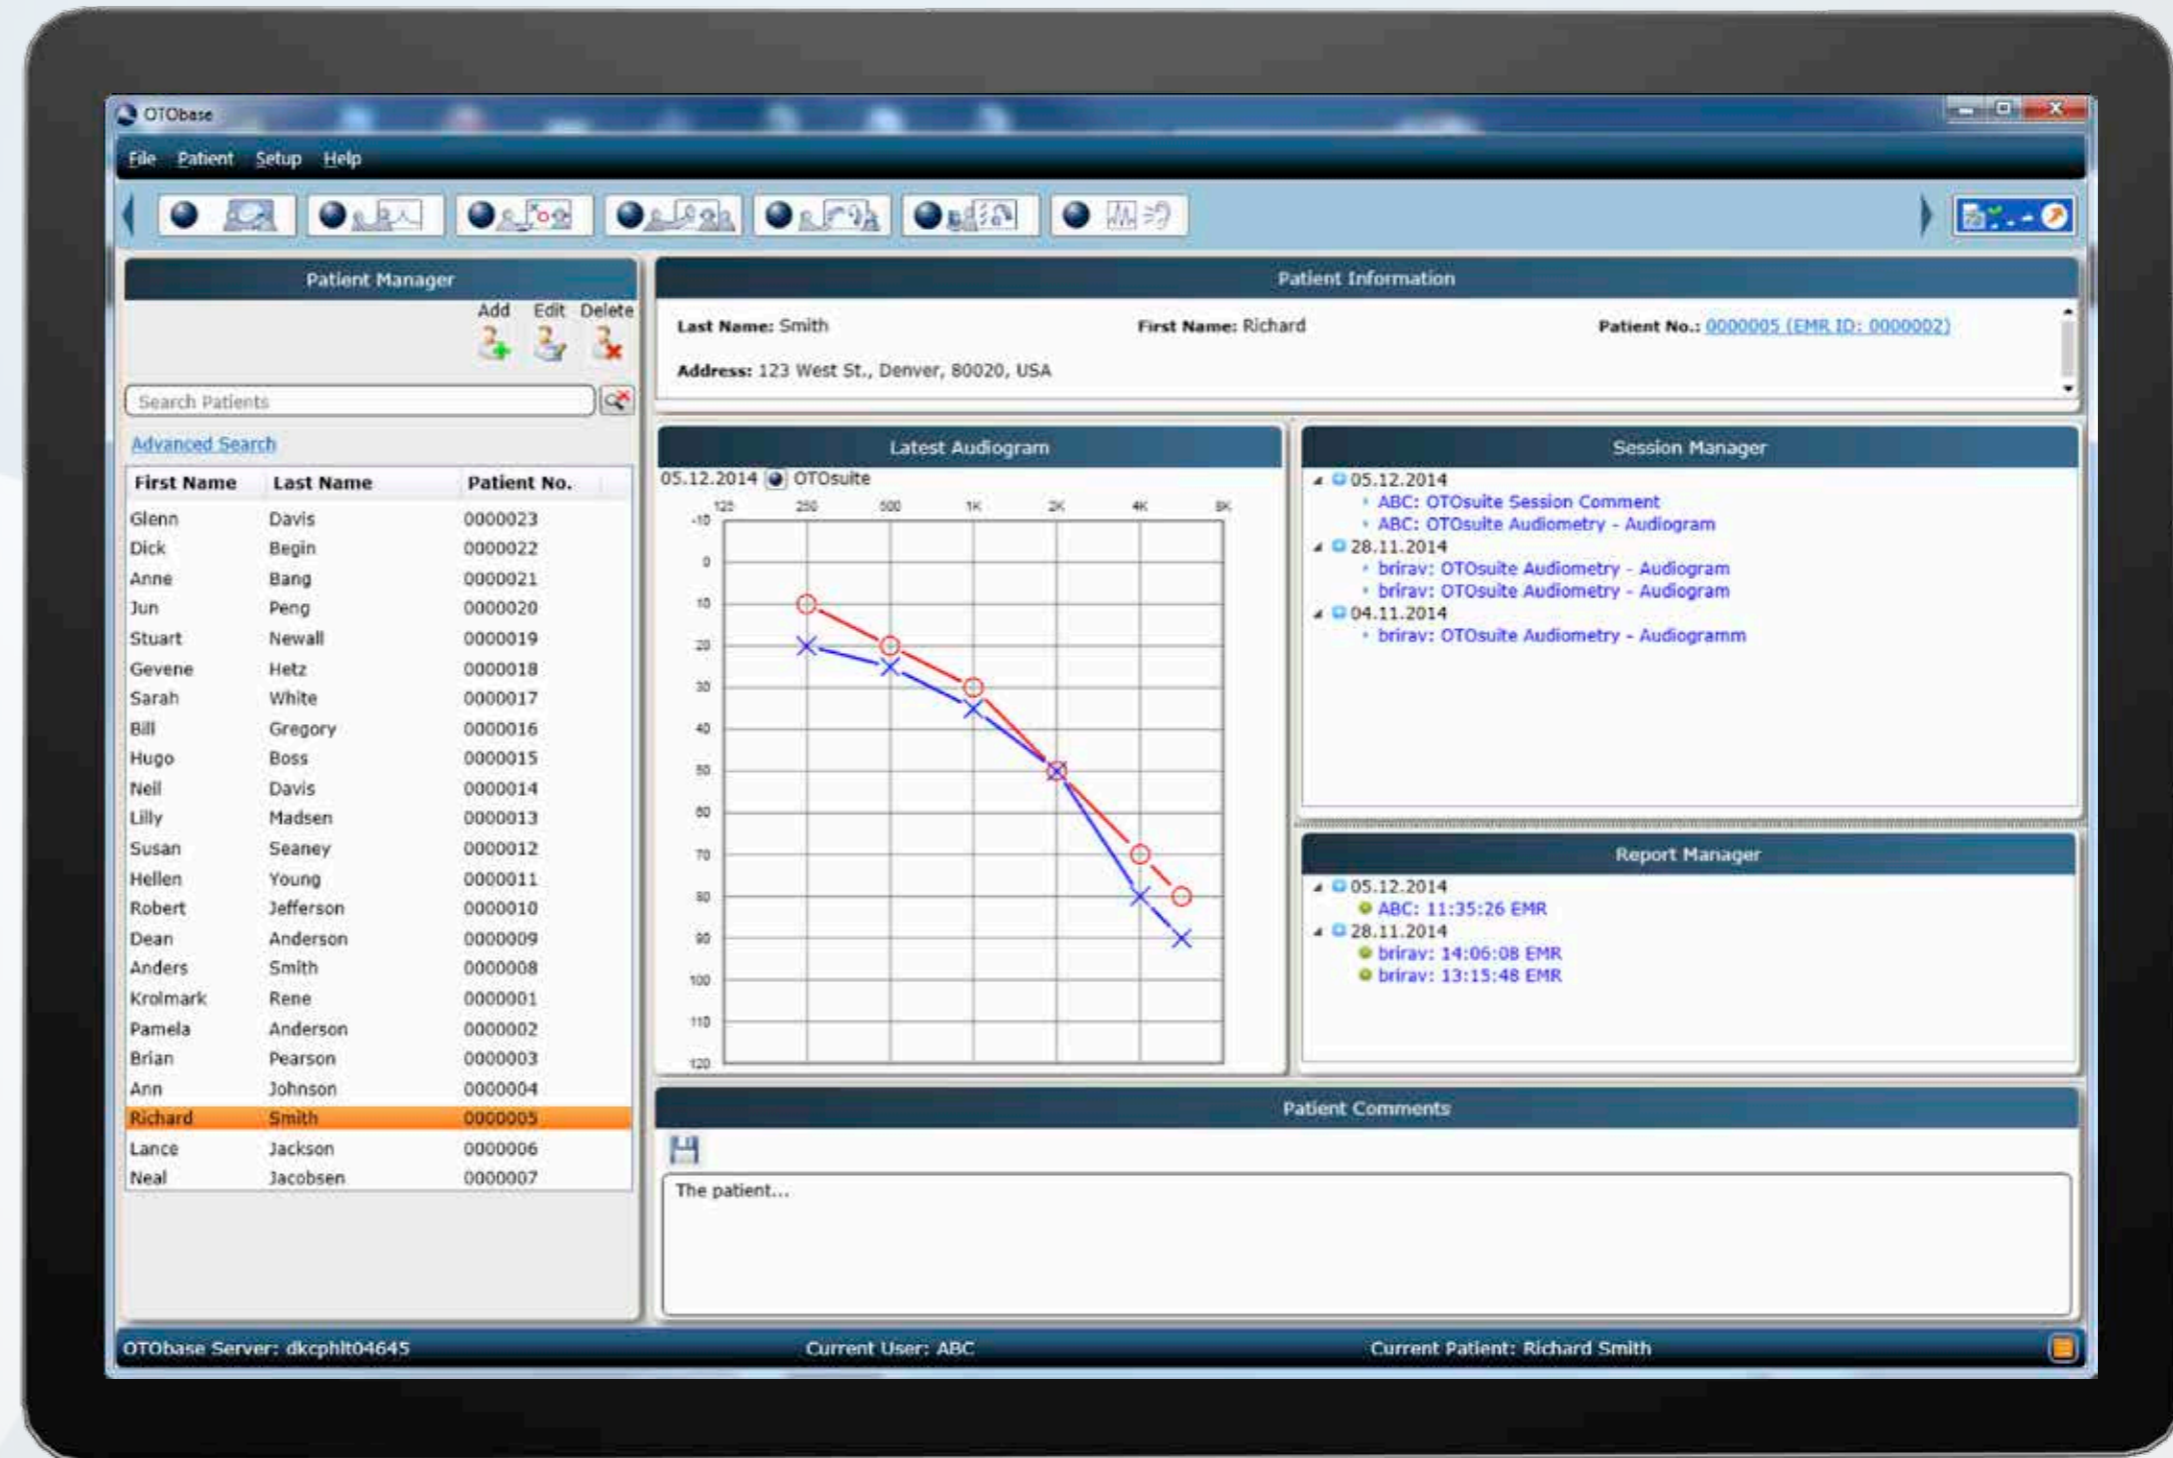 OTObase
File Patient Setup Help
Patient Manager
Add Edit Delete
Search Patients
Advanced Search
First Name Last Name Patient No.
Glenn Davis 0000023
Dick Begin 0000022
Anne Bang 0000021
Jun Peng 0000020
Stuart Newall 0000019
Gevene Hetz 0000018
Sarah White 0000017
Bill Gregory 0000016
Hugo Boss 0000015
Neil Davis 0000014
Lilly Madsen 0000013
Susan Seaney 0000012
Hellen Young 0000011
Robert Jefferson 0000010
Dean Anderson 0000009
Anders Smith 0000008
Krolmark Rene 0000001
Pamela Anderson 0000002
Brian Pearson 0000003
Ann Johnson 0000004
Richard Smith 0000005
Lance Jackson 0000006
Neal Jacobsen 0000007
Patient Information
Last Name: Smith First Name: Richard Patient No.: 0000005 (EMR ID: 0000002)
Address: 123 West St., Denver, 80020, USA
Latest Audiogram
05.12.2014 OTOsuite
125 250 500 1K 2K 4K 8K
-10
0
10
20
30
40
50
60
70
80
90
100
110
120
Session Manager
05.12.2014
ABC: OTOsuite Session Comment
ABC: OTOsuite Audiometry - Audiogram
28.11.2014
brirav: OTOsuite Audiometry - Audiogram
brirav: OTOsuite Audiometry - Audiogram
04.11.2014
brirav: OTOsuite Audiometry - Audiogramm
Report Manager
05.12.2014
ABC: 11:35:26 EMR
28.11.2014
brirav: 14:06:08 EMR
brirav: 13:15:48 EMR
Patient Comments
The patient...
OTObase Server: dkcphlt04645 Current User: ABC Current Patient: Richard Smith